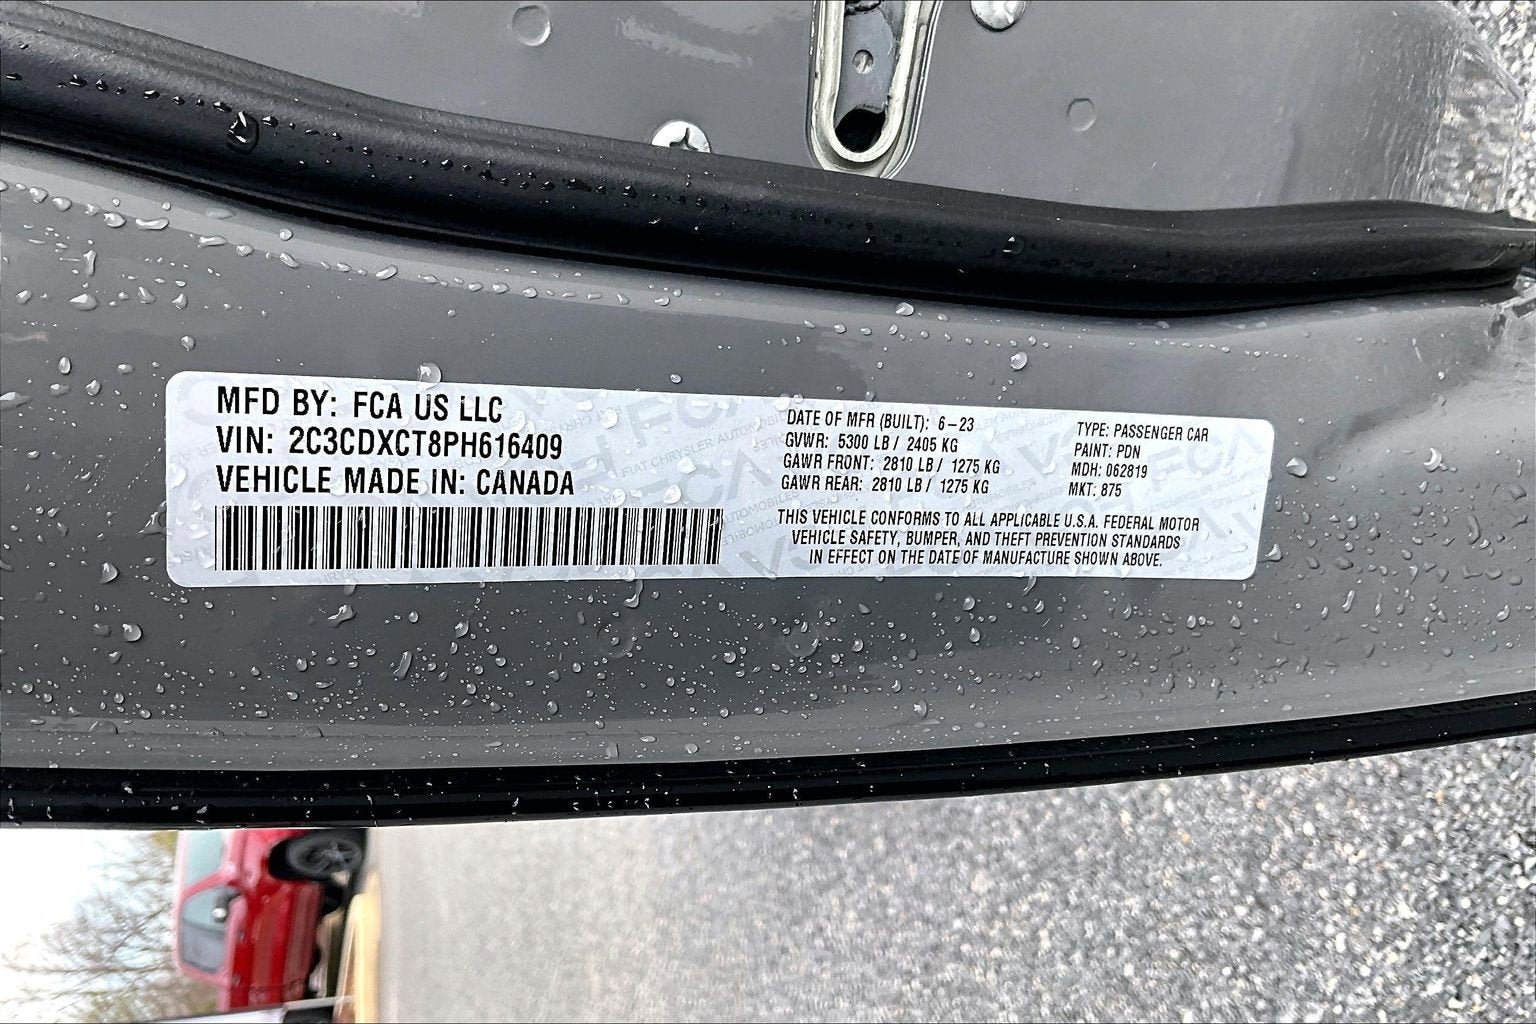 MFD BY: FCA US LLC
VIN: 2C3CDXCT8PH616409
VEHICLE MADE IN: CANADA
DATE OF MFR (BUILT): 6-23
GVWR: 5300 LB / 2405 KG
GAWR FRONT: 2810 LB / 1275 KG
GAWR REAR: 2810 LB / 1275 KG
TYPE: PASSENGER CAR
PAINT: PDN
MDH: 062819
MKT: 875
THIS VEHICLE CONFORMS TO ALL APPLICABLE U.S.A. FEDERAL MOTOR
VEHICLE SAFETY, BUMPER, AND THEFT PREVENTION STANDARDS
IN EFFECT ON THE DATE OF MANUFACTURE SHOWN ABOVE.